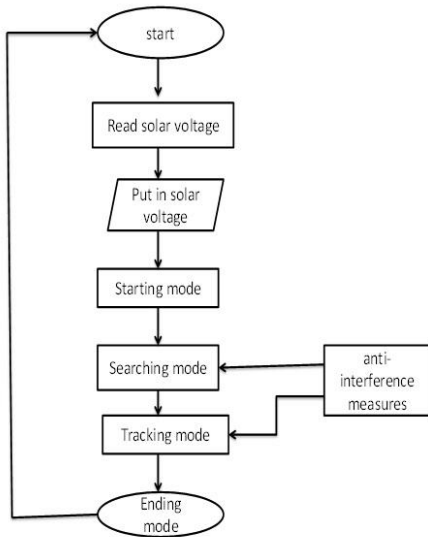 start
Read solar voltage
Put in solar
voltage
Starting mode
Searching mode
anti-
interference
measures
Tracking mode
Ending
mode